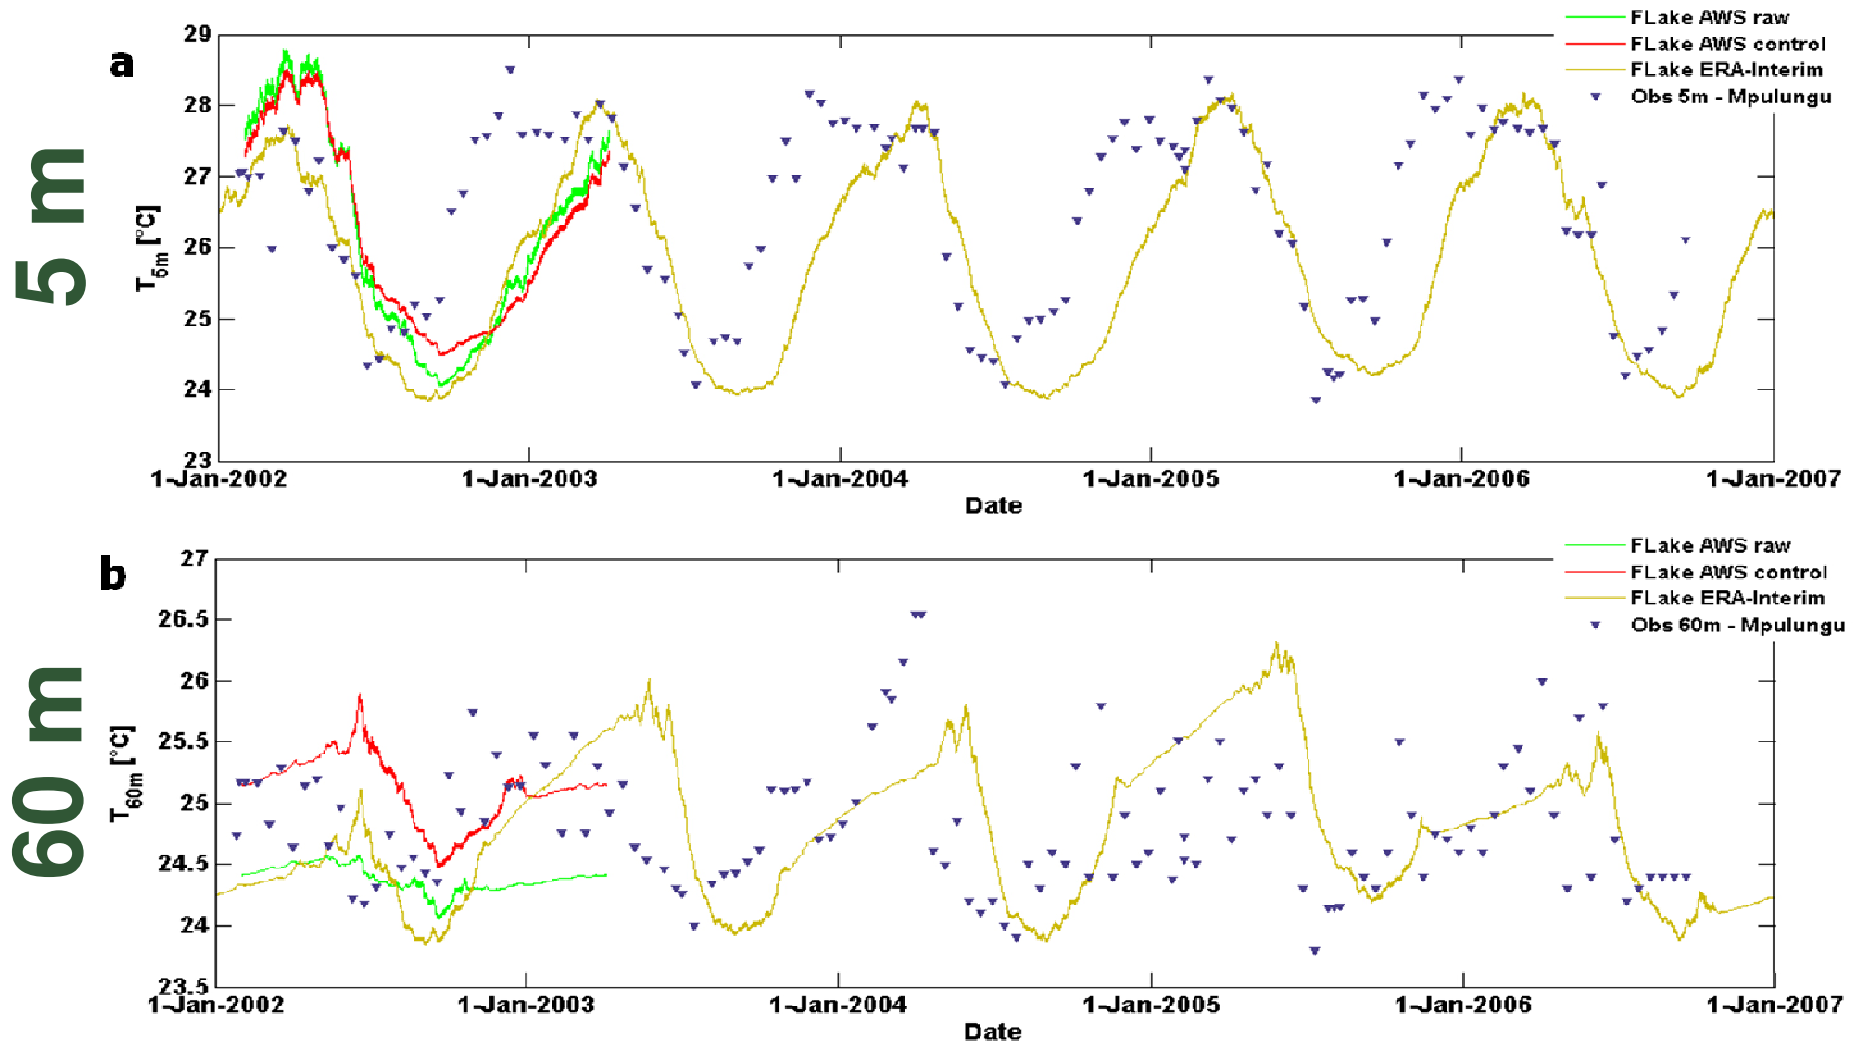 5 m
a
29
28
27
26
25
24
23
T5m [°C]
1-Jan-2002 1-Jan-2003 1-Jan-2004 1-Jan-2005 1-Jan-2006 1-Jan-2007
Date
FLake AWS raw
FLake AWS control
FLake ERA-Interim
Obs 5m - Mpulungu
60 m
b
27
26.5
26
25.5
25
24.5
24
23.5
T60m [°C]
1-Jan-2002 1-Jan-2003 1-Jan-2004 1-Jan-2005 1-Jan-2006 1-Jan-2007
Date
FLake AWS raw
FLake AWS control
FLake ERA-Interim
Obs 60m - Mpulungu